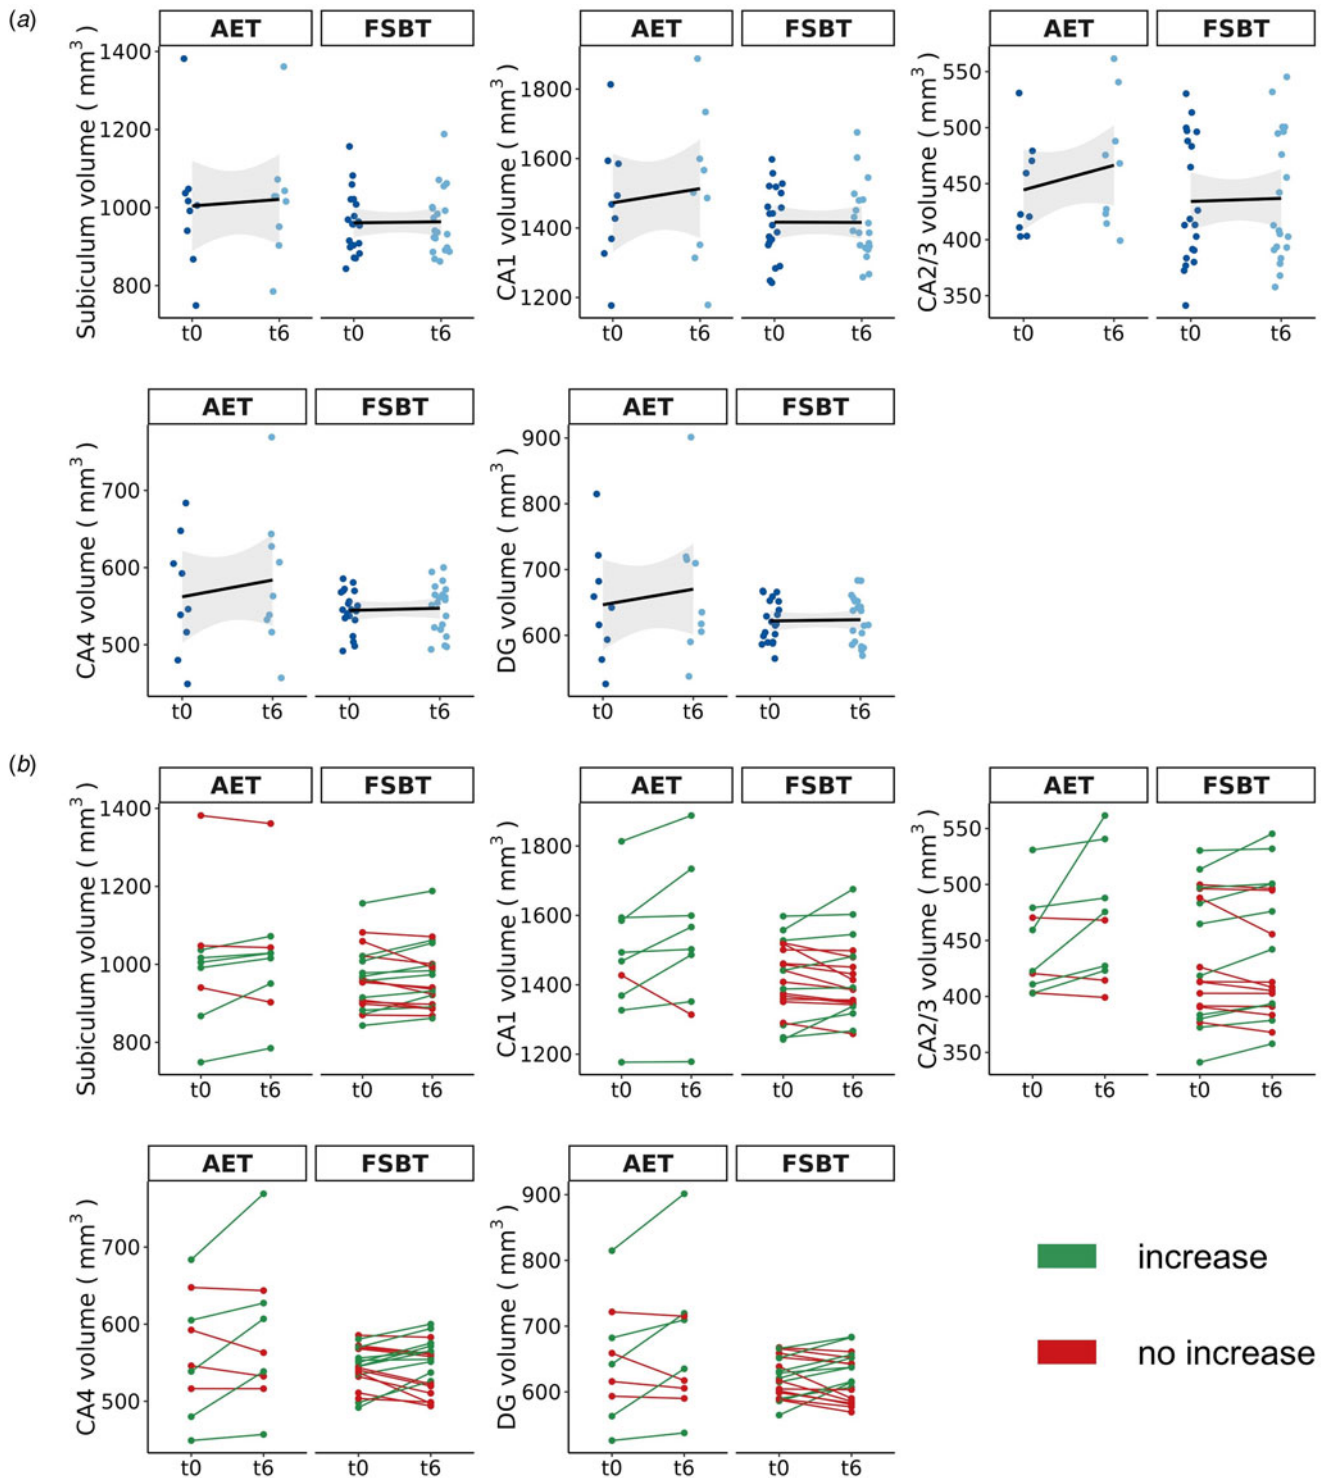 (a)
AET FSBT
Subiculum volume ( mm³ )
1400
1200
1000
800
t0 t6 t0 t6
AET FSBT
CA1 volume ( mm³ )
1800
1600
1400
1200
t0 t6 t0 t6
AET FSBT
CA2/3 volume ( mm³ )
550
500
450
400
350
t0 t6 t0 t6
AET FSBT
CA4 volume ( mm³ )
700
600
500
t0 t6 t0 t6
AET FSBT
DG volume ( mm³ )
900
800
700
600
t0 t6 t0 t6
(b)
AET FSBT
Subiculum volume ( mm³ )
1400
1200
1000
800
t0 t6 t0 t6
AET FSBT
CA1 volume ( mm³ )
1800
1600
1400
1200
t0 t6 t0 t6
AET FSBT
CA2/3 volume ( mm³ )
550
500
450
400
350
t0 t6 t0 t6
AET FSBT
CA4 volume ( mm³ )
700
600
500
t0 t6 t0 t6
AET FSBT
DG volume ( mm³ )
900
800
700
600
t0 t6 t0 t6
increase
no increase